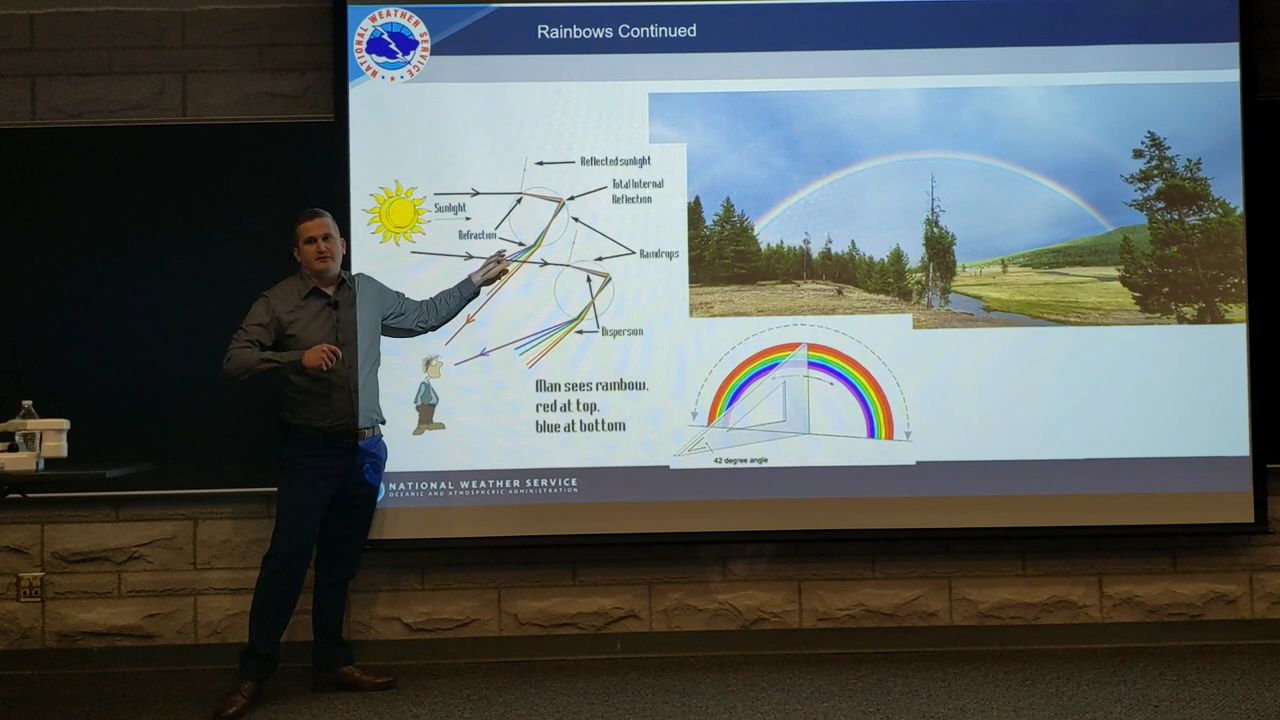 NATIONAL WEATHER SERVICE
Rainbows Continued
Reflected sunlight
Total Internal
Reflection
Sunlight
Refraction
Raindrops
Dispersion
Man sees rainbow.
red at top.
blue at bottom
42 degree angle
NATIONAL WEATHER SERVICE
OCEANIC AND ATMOSPHERIC ADMINISTRATION